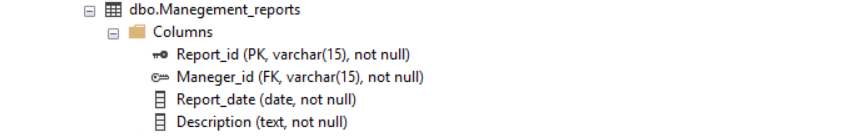 dbo.Manegement_reports
Columns
Report_id (PK, varchar(15), not null)
Maneger_id (FK, varchar(15), not null)
Report_date (date, not null)
Description (text, not null)